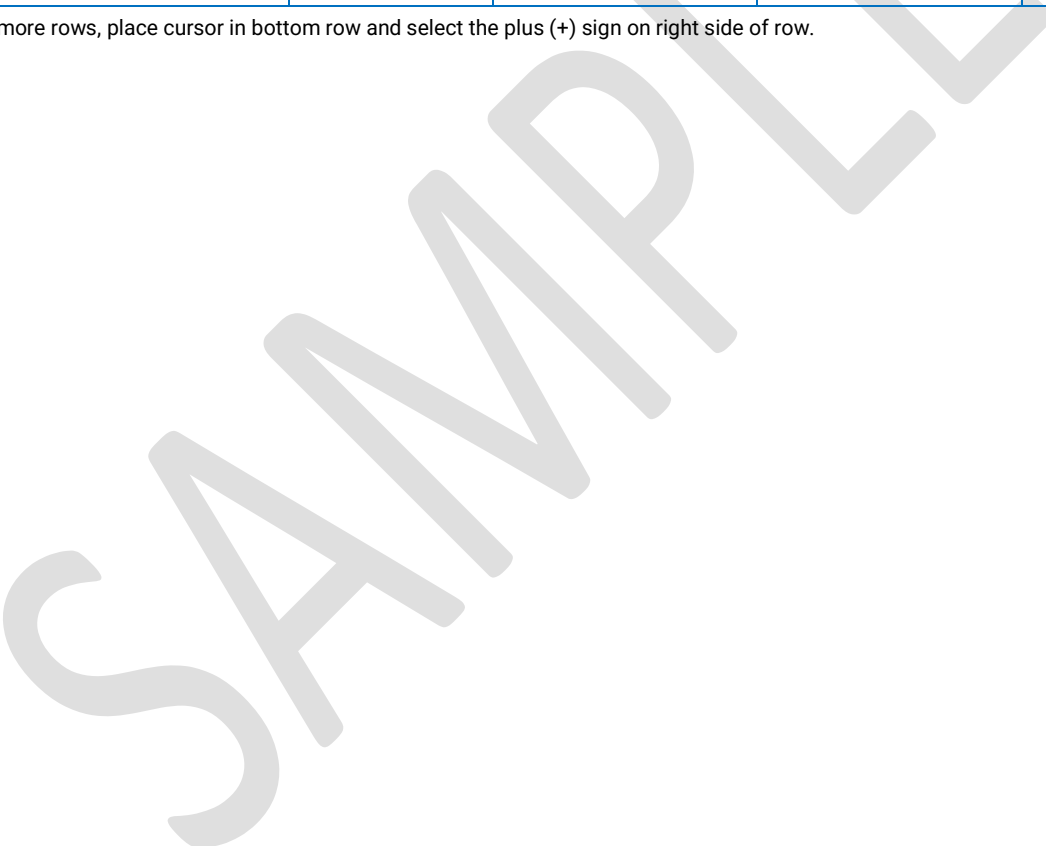 more rows, place cursor in bottom row and select the plus (+) sign on right side of row.
SAMPLE